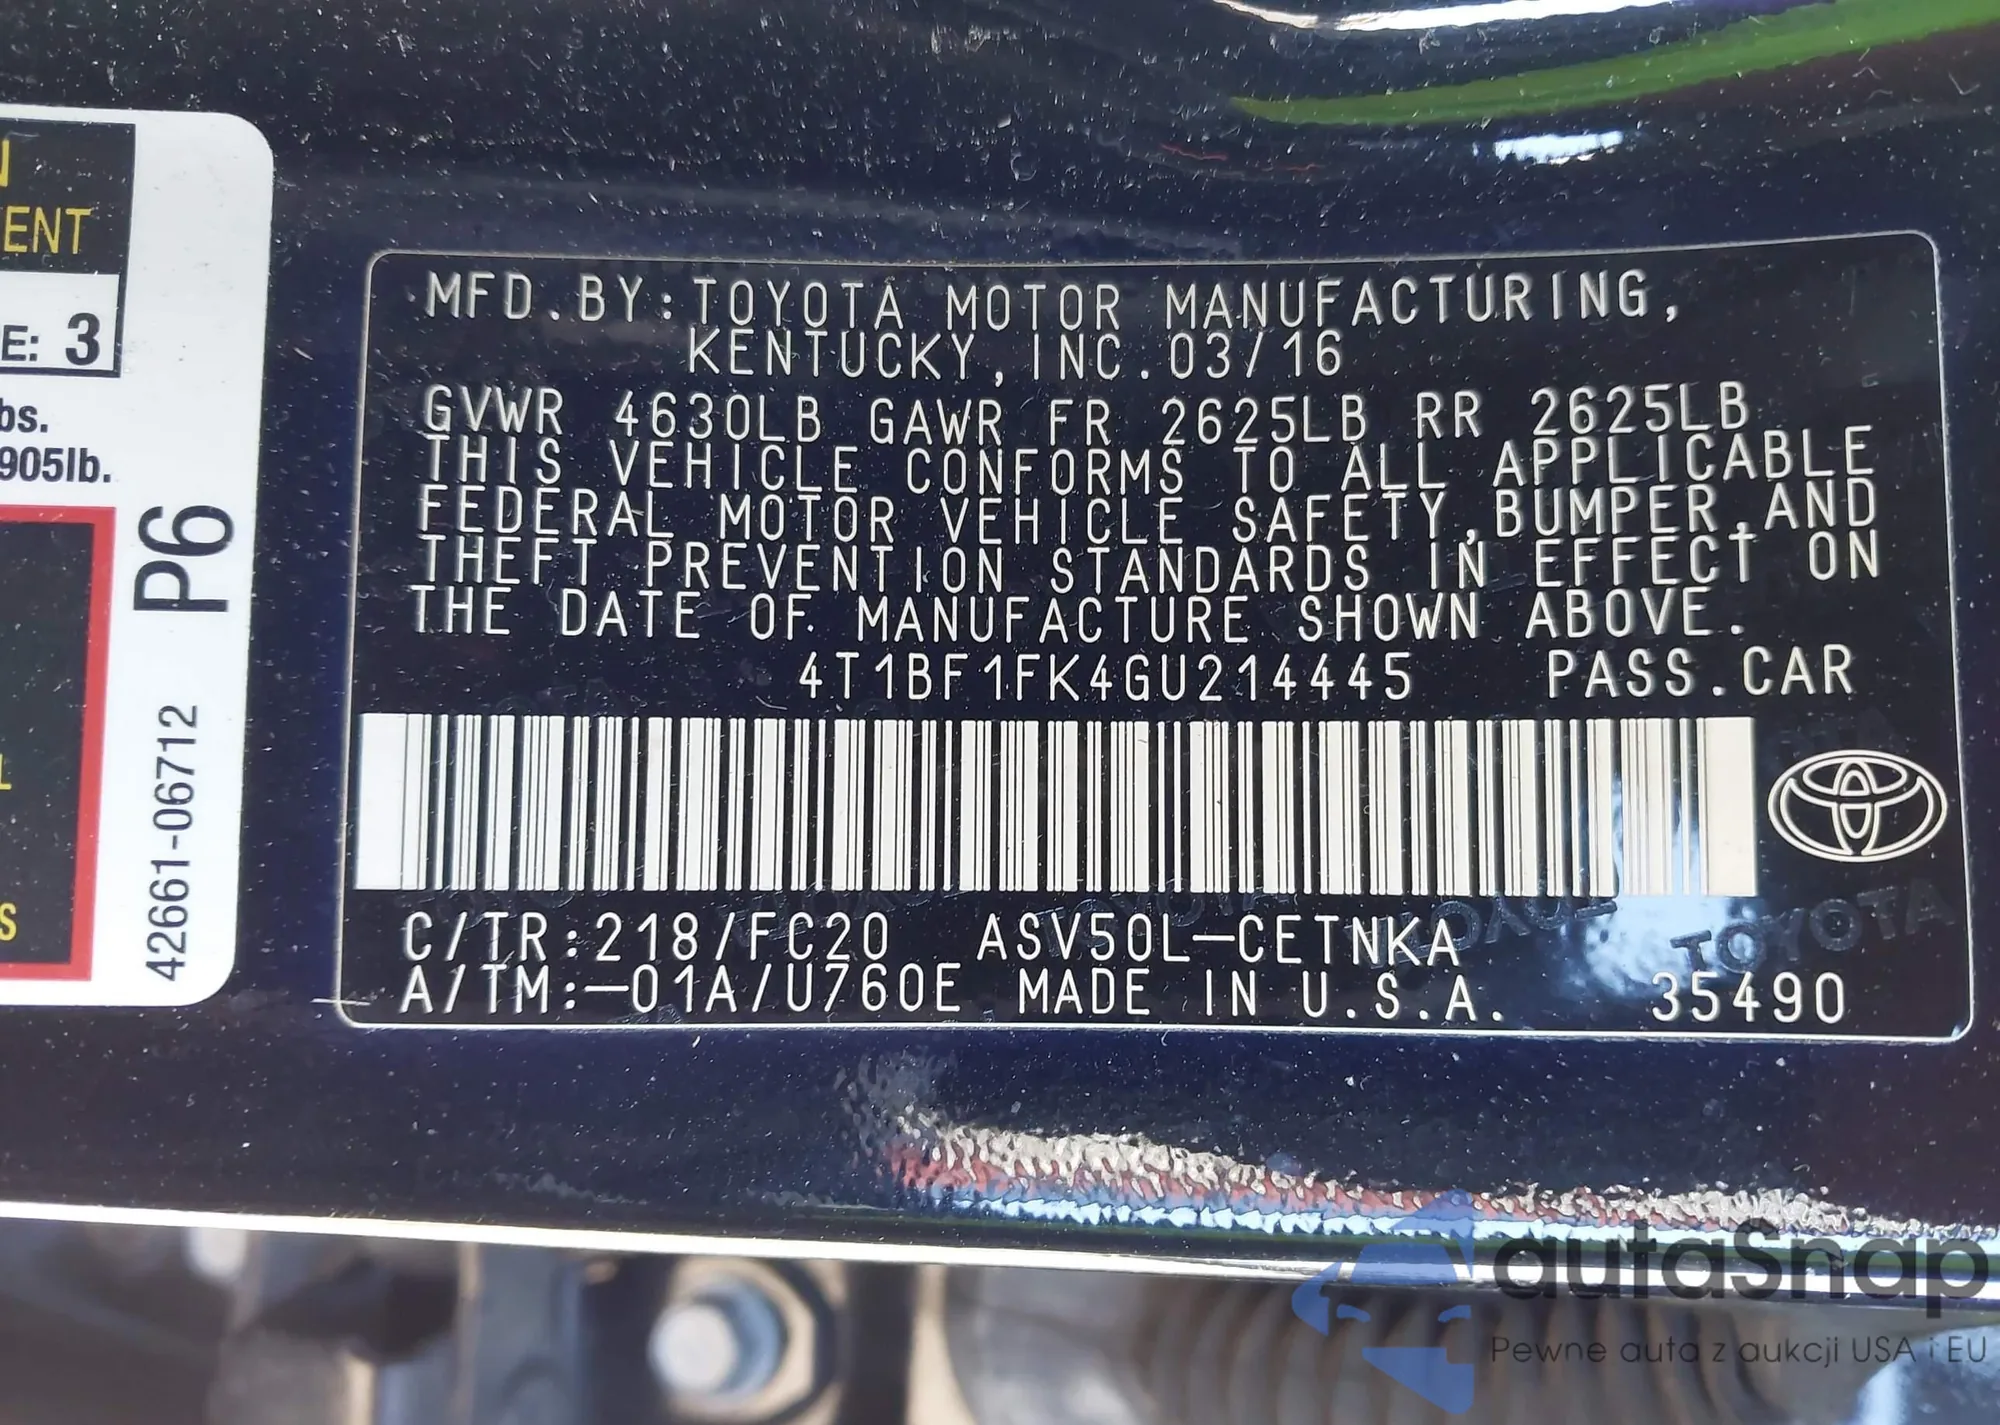 N
ENT
E: 3
bs.
905lb.
L
S
P6
42661-06712
MFD.BY:TOYOTA MOTOR MANUFACTURING,
KENTUCKY,INC.03/16
GVWR 4630LB GAWR FR 2625LB RR 2625LB
THIS VEHICLE CONFORMS TO ALL APPLICABLE
FEDERAL MOTOR VEHICLE SAFETY,BUMPER,AND
THEFT PREVENTION STANDARDS IN EFFECT ON
THE DATE OF MANUFACTURE SHOWN ABOVE.
4T1BF1FK4GU214445 PASS.CAR
C/TR:218/FC20 ASV50L-CETNKA
A/TM:-01A/U760E MADE IN U.S.A. 35490
TOYOTA
autaSnap
Pewne auta z aukcji USA i EU